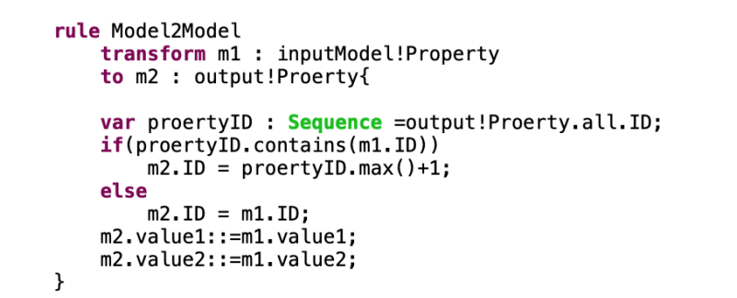 rule Model2Model
transform m1 : inputModel!Property
to m2 : output!Proerty{
var proertyID : Sequence =output!Proerty.all.ID;
if(proertyID.contains(m1.ID))
m2.ID = proertyID.max()+1;
else
m2.ID = m1.ID;
m2.value1::=m1.value1;
m2.value2::=m1.value2;
}